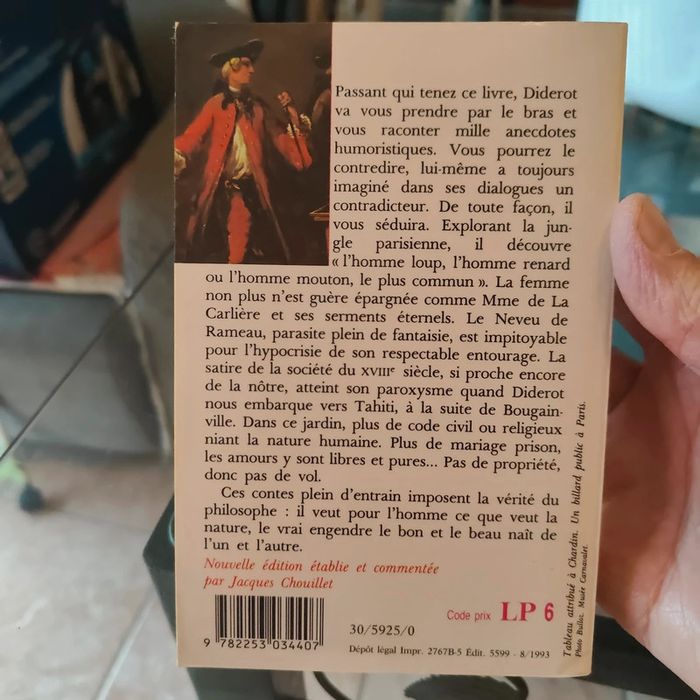 Passant qui tenez ce livre, Diderot
va vous prendre par le bras et
vous raconter mille anecdotes
humoristiques. Vous pourrez le
contredire, lui-même a toujours
imaginé dans ses dialogues un
contradicteur. De toute façon, il
vous séduira. Explorant la jun-
gle parisienne, il découvre
« l'homme loup, l'homme renard
ou l'homme mouton, le plus commun ». La femme
non plus n'est guère épargnée comme Mme de La
Carlière et ses serments éternels. Le Neveu de
Rameau, parasite plein de fantaisie, est impitoyable
pour l'hypocrisie de son respectable entourage. La
satire de la société du XVIIIe siècle, si proche encore
de la nôtre, atteint son paroxysme quand Diderot
nous embarque vers Tahiti, à la suite de Bougain-
ville. Dans ce jardin, plus de code civil ou religieux
niant la nature humaine. Plus de mariage prison,
les amours y sont libres et pures... Pas de propriété,
donc pas de vol.
Ces contes plein d'entrain imposent la vérité du
philosophe : il veut pour l'homme ce que veut la
nature, le vrai engendre le bon et le beau naît de
l'un et l'autre.
Nouvelle édition établie et commentée
par Jacques Chouillet
Tableau attribué à Chardin. Un billard public à Paris.
Photo Bulloz. Musée Carnavalet.
Code prix LP 6
9 782253 034407
30/5925/0
Dépôt légal Impr. 2767B-5 Édit. 5599 - 8/1993